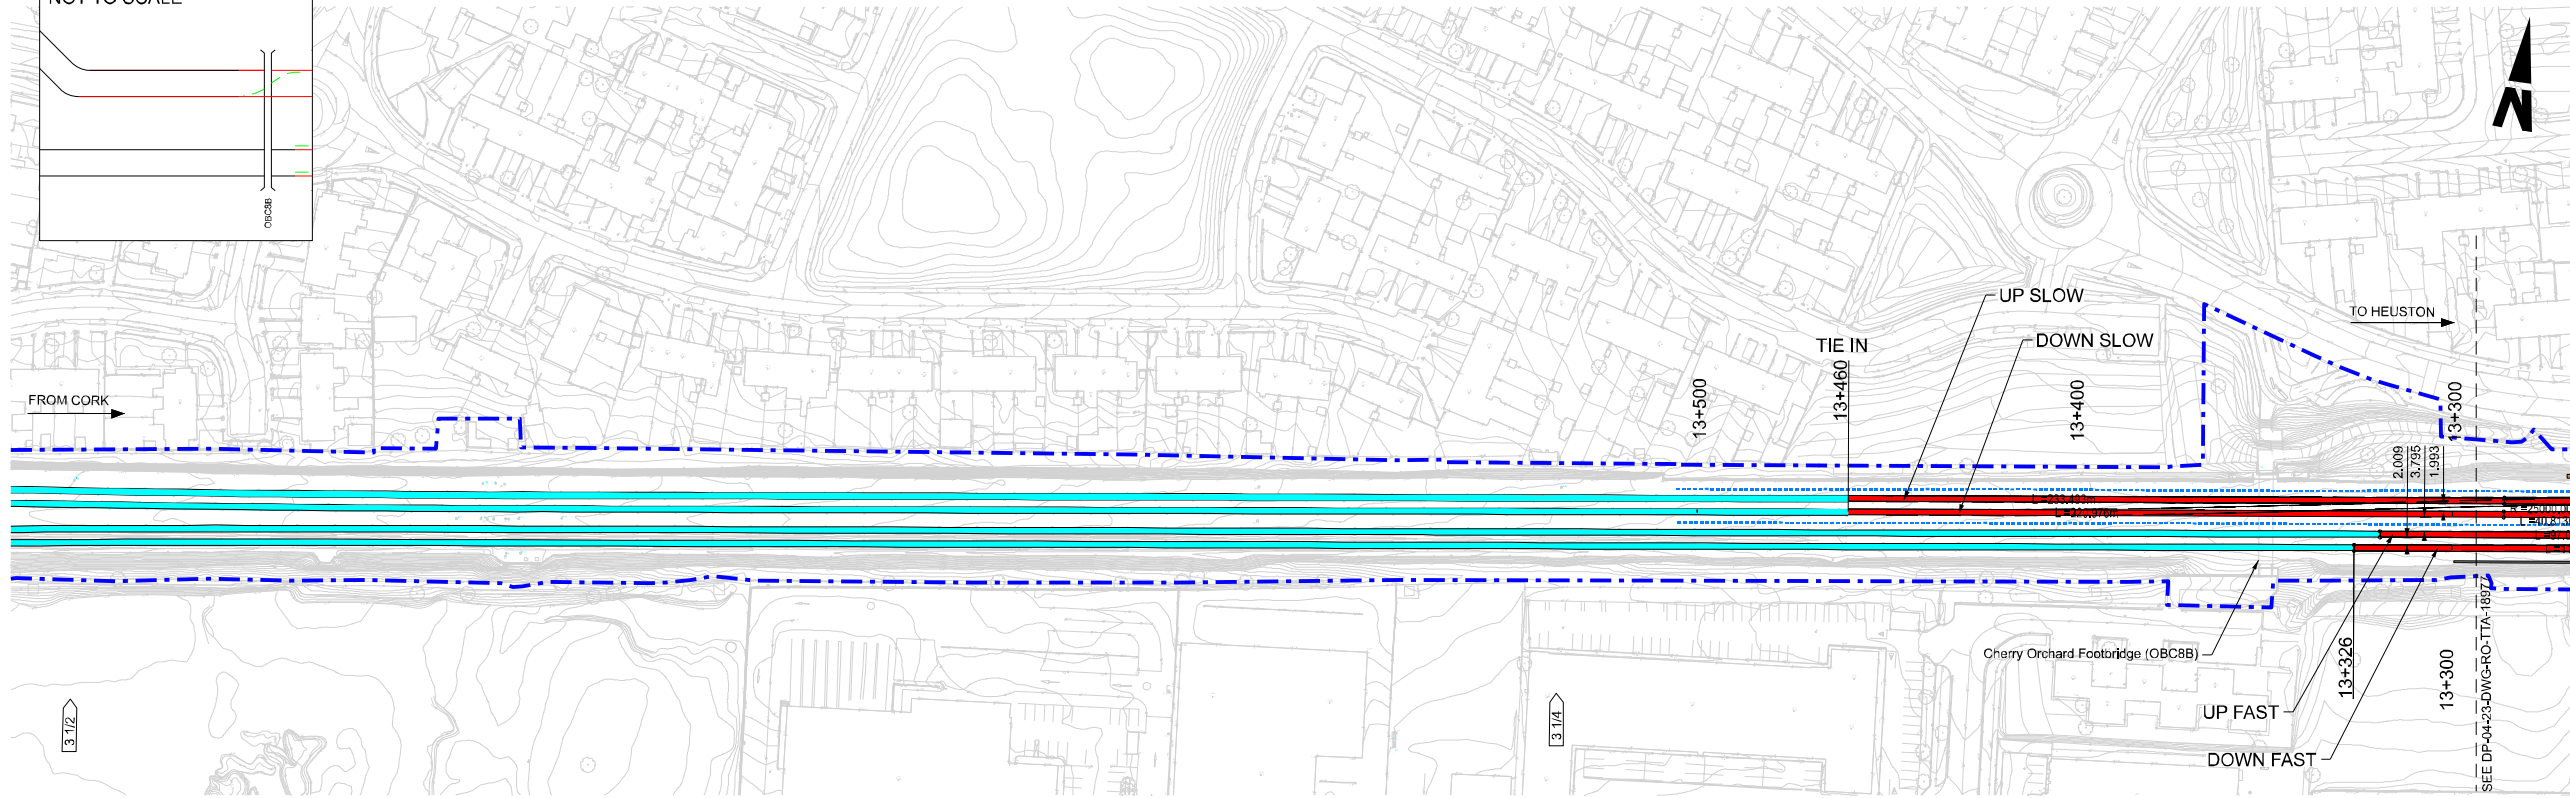 NOT TO SCALE
OBC8B
FROM CORK
TO HEUSTON
UP SLOW
DOWN SLOW
TIE IN
13+460
13+500
13+400
13+300
2.009
3.795
1.993
Cherry Orchard Footbridge (OBC8B)
13+326
13+300
UP FAST
DOWN FAST
SEE DP-04-23-DWG-RO-TTA-18977
3 1/2
3 1/4